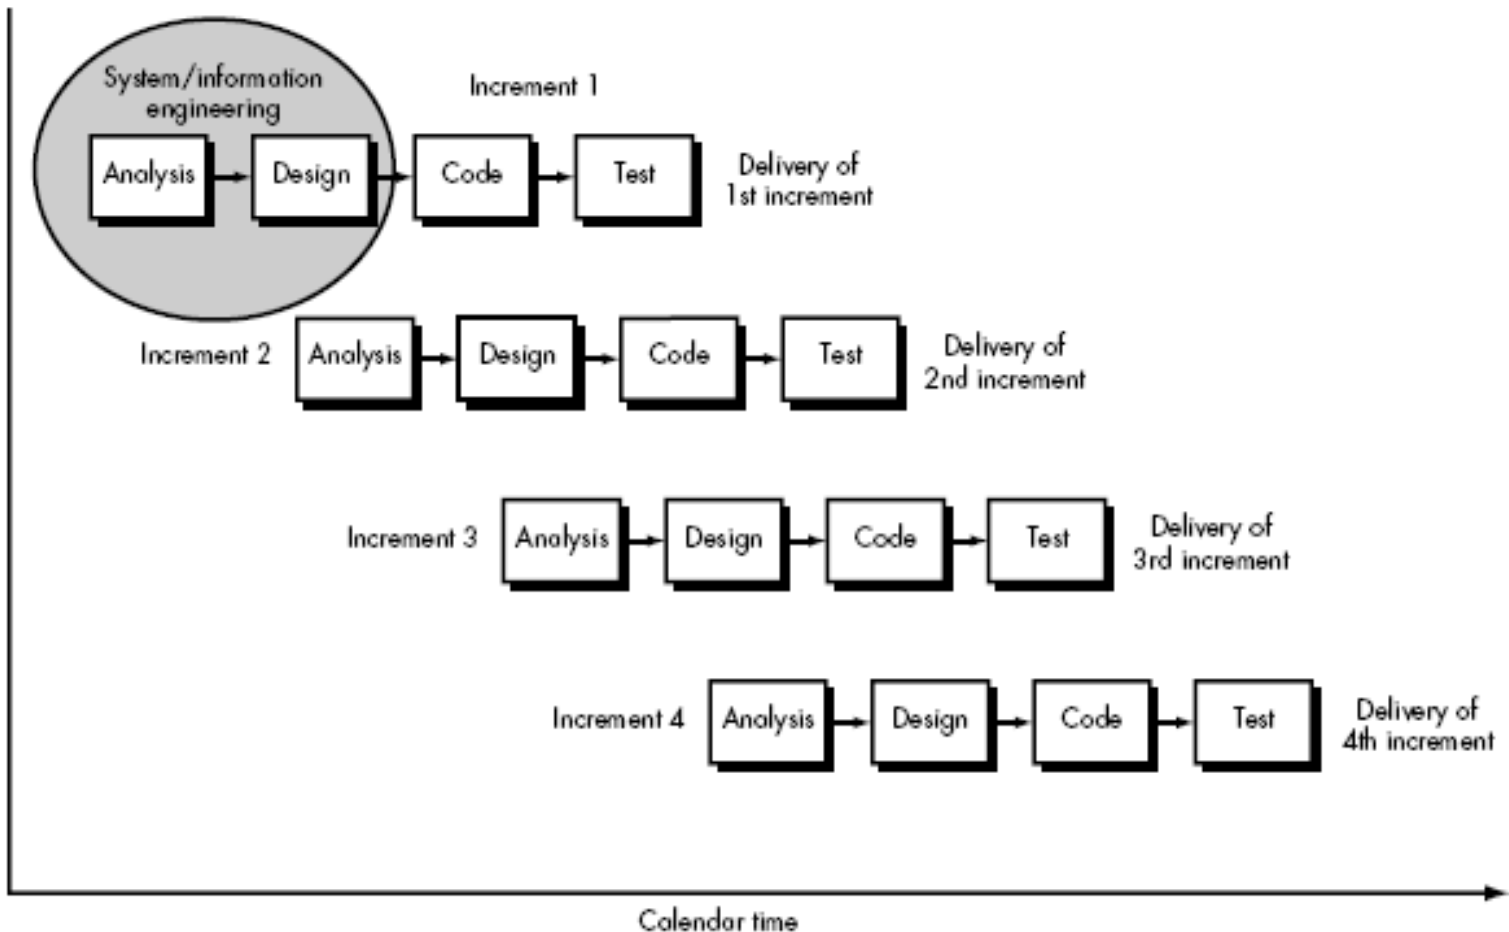 System/information
engineering
Increment 1
Analysis
Design
Code
Test
Delivery of
1st increment
Increment 2
Analysis
Design
Code
Test
Delivery of
2nd increment
Increment 3
Analysis
Design
Code
Test
Delivery of
3rd increment
Increment 4
Analysis
Design
Code
Test
Delivery of
4th increment
Calendar time